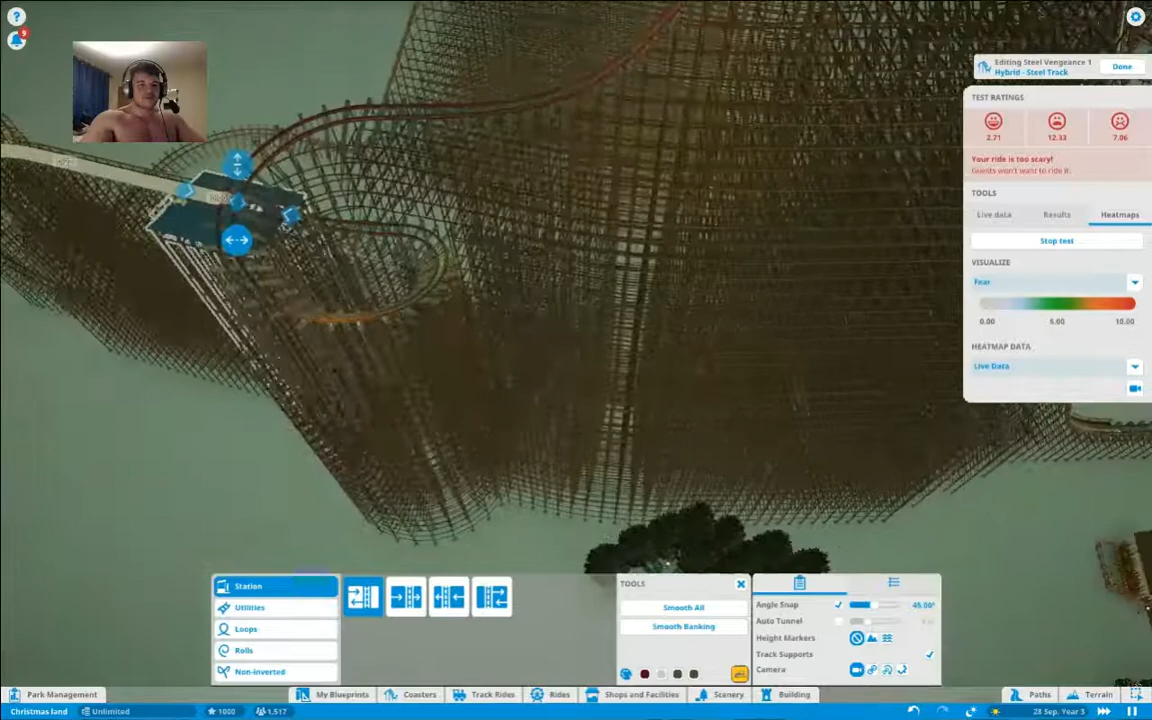 ?
9
Editing Steel Vengeance 1
Hybrid - Steel Track
Done
TEST RATINGS
2.71
12.33
7.06
Your ride is too scary!
Guests won't want to ride it.
TOOLS
Live data
Results
Heatmaps
Stop test
VISUALIZE
Fear
0.00
5.00
10.00
HEATMAP DATA
Live Data
Station
Utilities
Loops
Rolls
Non-inverted
TOOLS
Smooth All
Smooth Banking
Angle Snap
45.00°
Auto Tunnel
Height Markers
Track Supports
Camera
Park Management
My Blueprints
Coasters
Track Rides
Rides
Shops and Facilities
Scenery
Building
Paths
Terrain
Christmas land
Unlimited
1000
1,517
28 Sep, Year 3